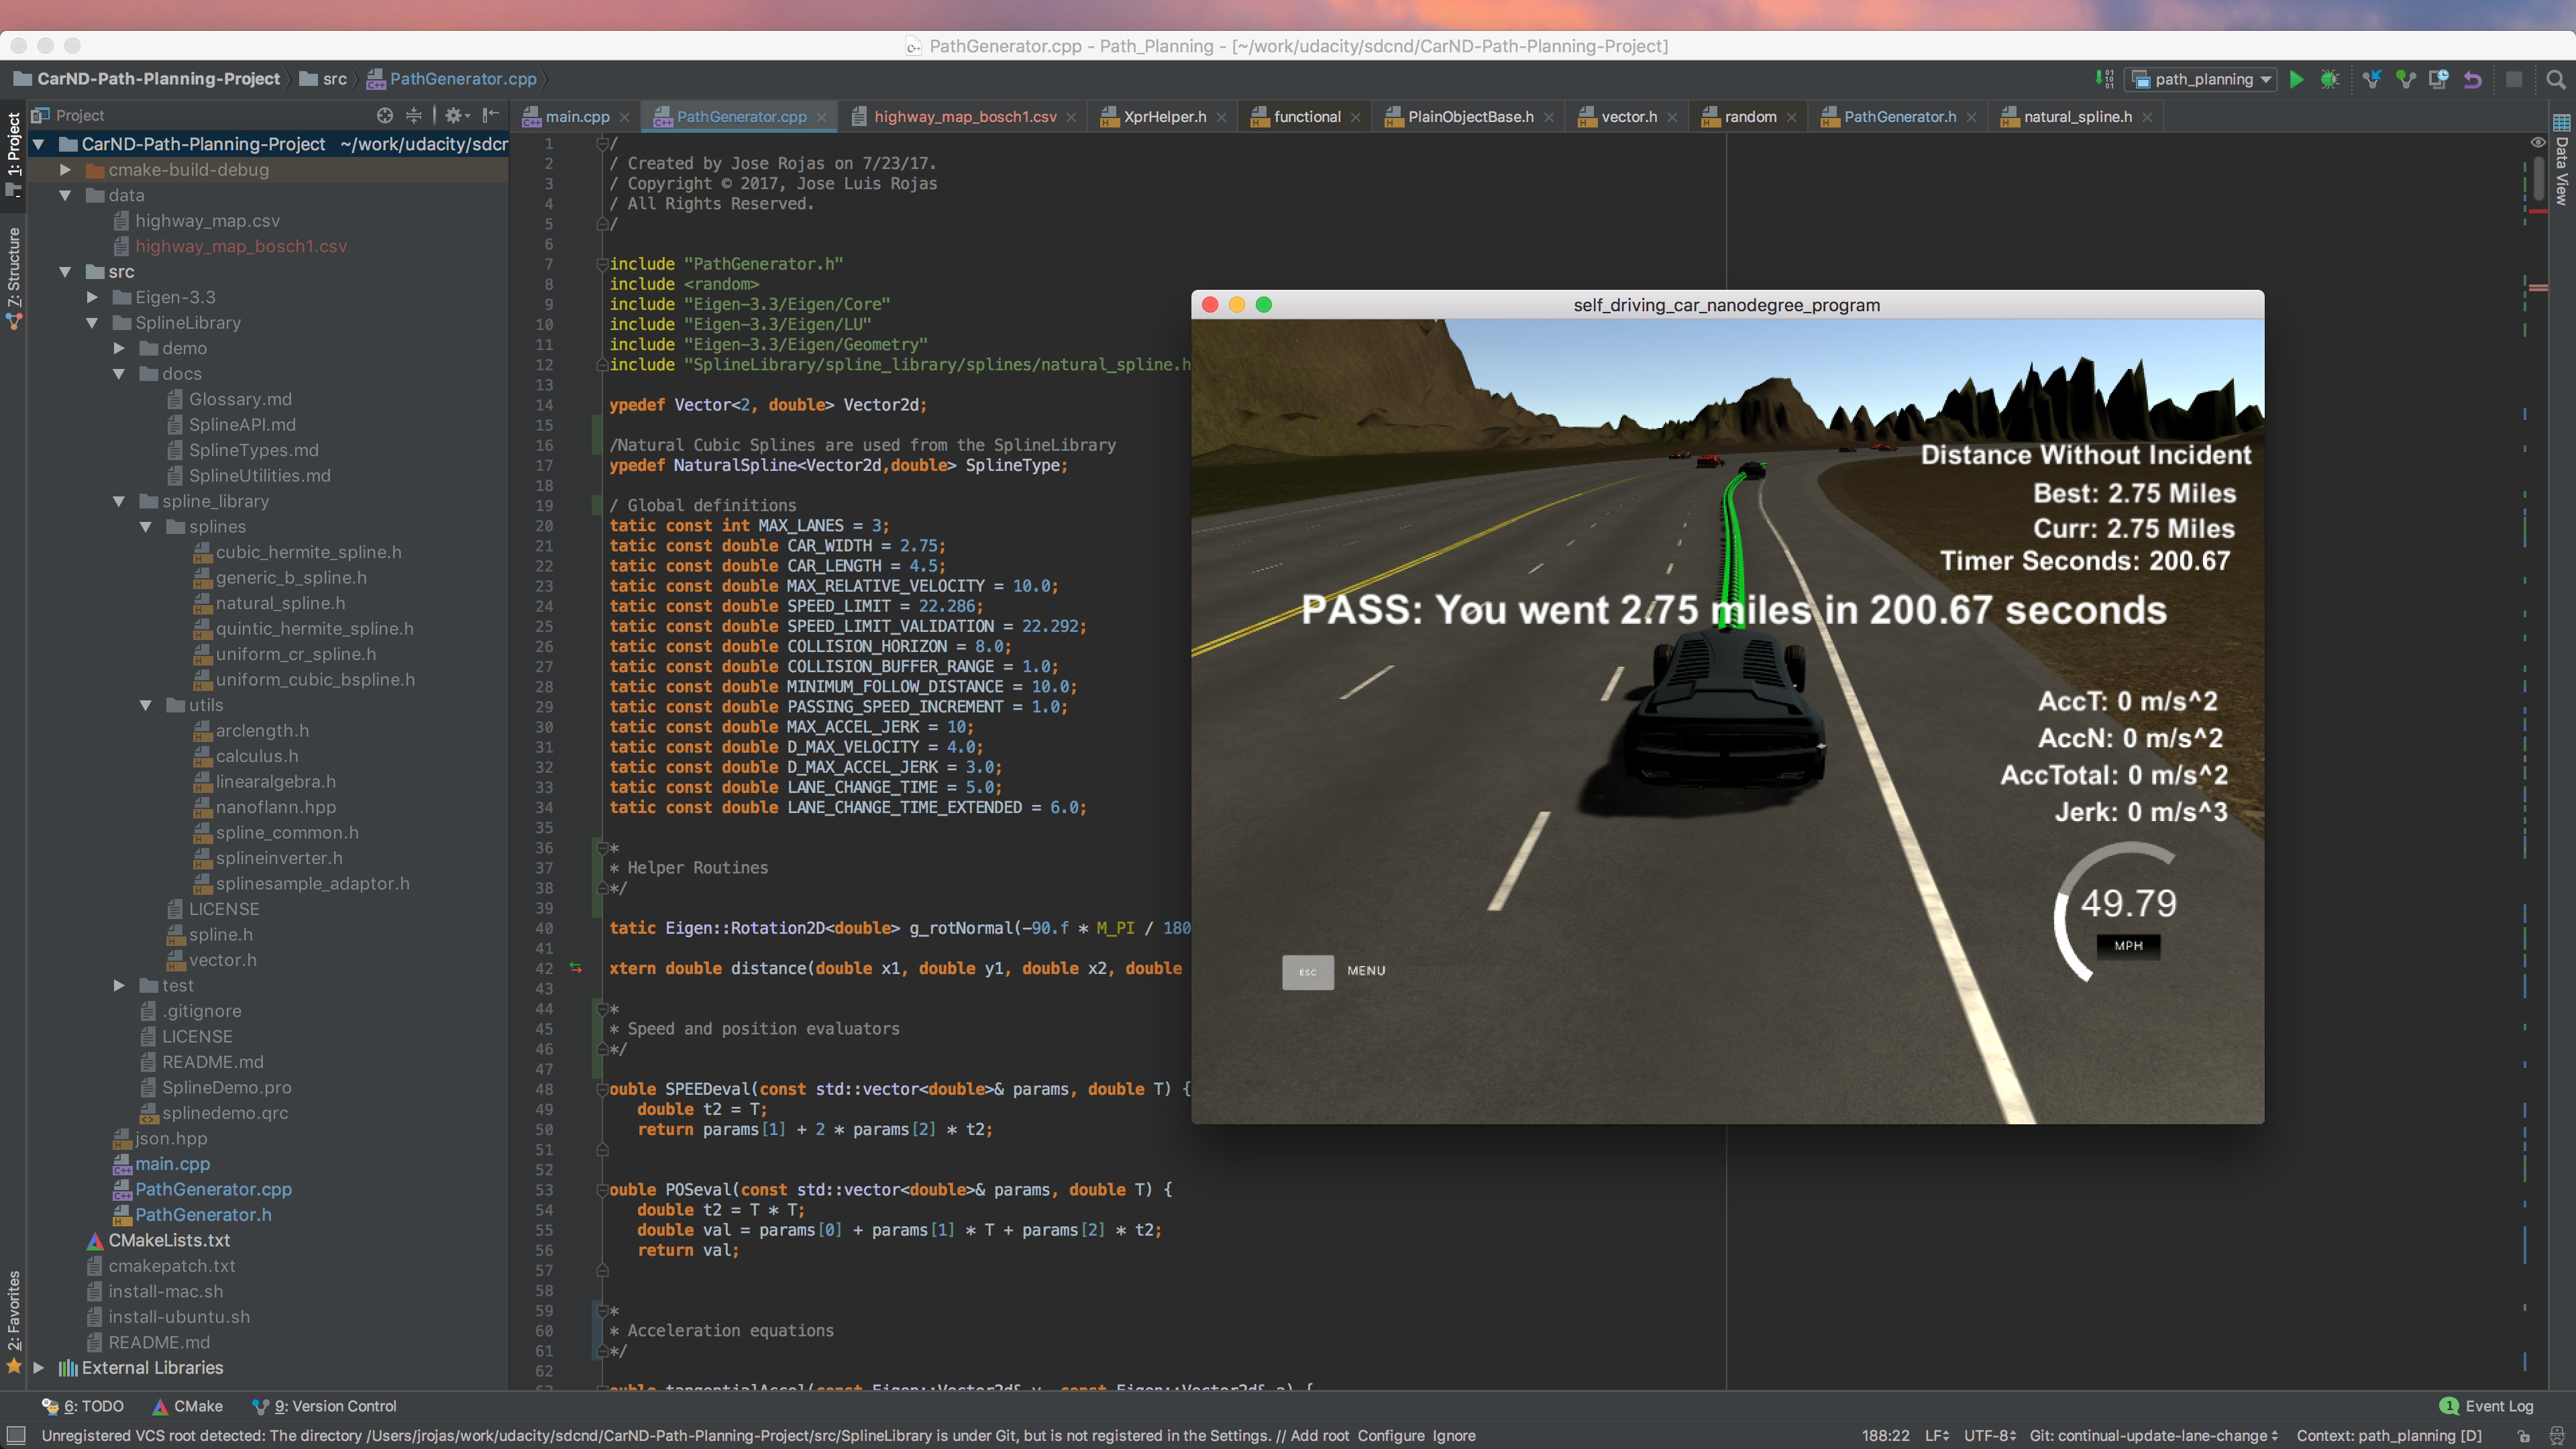 PathGenerator.cpp - Path_Planning - [~/work/udacity/sdcnd/CarND-Path-Planning-Project]
CarND-Path-Planning-Project
src
PathGenerator.cpp
path_planning
Project
main.cpp
PathGenerator.cpp
highway_map_bosch1.csv
XprHelper.h
functional
PlainObjectBase.h
vector.h
random
PathGenerator.h
natural_spline.h
1: Project
7: Structure
2: Favorites
Data View
CarND-Path-Planning-Project ~/work/udacity/sdcr
cmake-build-debug
data
highway_map.csv
highway_map_bosch1.csv
src
Eigen-3.3
SplineLibrary
demo
docs
Glossary.md
SplineAPI.md
SplineTypes.md
SplineUtilities.md
spline_library
splines
cubic_hermite_spline.h
generic_b_spline.h
natural_spline.h
quintic_hermite_spline.h
uniform_cr_spline.h
uniform_cubic_bspline.h
utils
arclength.h
calculus.h
linearalgebra.h
nanoflann.hpp
spline_common.h
splineinverter.h
splinesample_adaptor.h
LICENSE
spline.h
vector.h
test
.gitignore
LICENSE
README.md
SplineDemo.pro
splinedemo.qrc
json.hpp
main.cpp
PathGenerator.cpp
PathGenerator.h
CMakeLists.txt
cmakepatch.txt
install-mac.sh
install-ubuntu.sh
README.md
External Libraries
1 /
2 / Created by Jose Rojas on 7/23/17.
3 / Copyright © 2017, Jose Luis Rojas
4 / All Rights Reserved.
5 /
6
7 include "PathGenerator.h"
8 include <random>
9 include "Eigen-3.3/Eigen/Core"
10 include "Eigen-3.3/Eigen/LU"
11 include "Eigen-3.3/Eigen/Geometry"
12 include "SplineLibrary/spline_library/splines/natural_spline.h
13
14 ypedef Vector<2, double> Vector2d;
15
16 /Natural Cubic Splines are used from the SplineLibrary
17 ypedef NaturalSpline<Vector2d,double> SplineType;
18
19 / Global definitions
20 tatic const int MAX_LANES = 3;
21 tatic const double CAR_WIDTH = 2.75;
22 tatic const double CAR_LENGTH = 4.5;
23 tatic const double MAX_RELATIVE_VELOCITY = 10.0;
24 tatic const double SPEED_LIMIT = 22.286;
25 tatic const double SPEED_LIMIT_VALIDATION = 22.292;
26 tatic const double COLLISION_HORIZON = 8.0;
27 tatic const double COLLISION_BUFFER_RANGE = 1.0;
28 tatic const double MINIMUM_FOLLOW_DISTANCE = 10.0;
29 tatic const double PASSING_SPEED_INCREMENT = 1.0;
30 tatic const double MAX_ACCEL_JERK = 10;
31 tatic const double D_MAX_VELOCITY = 4.0;
32 tatic const double D_MAX_ACCEL_JERK = 3.0;
33 tatic const double LANE_CHANGE_TIME = 5.0;
34 tatic const double LANE_CHANGE_TIME_EXTENDED = 6.0;
35
36 *
37 * Helper Routines
38 */
39
40 tatic Eigen::Rotation2D<double> g_rotNormal(-90.f * M_PI / 180
41
42 xtern double distance(double x1, double y1, double x2, double
43
44 *
45 * Speed and position evaluators
46 */
47
48 ouble SPEEDeval(const std::vector<double>& params, double T) {
49 double t2 = T;
50 return params[1] + 2 * params[2] * t2;
51
52
53 ouble POSeval(const std::vector<double>& params, double T) {
54 double t2 = T * T;
55 double val = params[0] + params[1] * T + params[2] * t2;
56 return val;
57
58
59 *
60 * Acceleration equations
61 */
62
self_driving_car_nanodegree_program
Distance Without Incident
Best: 2.75 Miles
Curr: 2.75 Miles
Timer Seconds: 200.67
PASS: You went 2.75 miles in 200.67 seconds
AccT: 0 m/s^2
AccN: 0 m/s^2
AccTotal: 0 m/s^2
Jerk: 0 m/s^3
49.79
MPH
ESC MENU
6: TODO
CMake
9: Version Control
1 Event Log
Unregistered VCS root detected: The directory /Users/jrojas/work/udacity/sdcnd/CarND-Path-Planning-Project/src/SplineLibrary is under Git, but is not registered in the Settings. // Add root Configure Ignore
188:22 LF UTF-8 Git: continual-update-lane-change Context: path_planning [D]